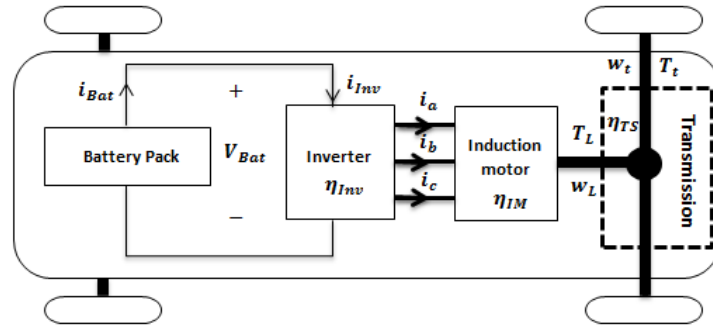 w_t T_t
i_Bat + i_Inv
i_a
η_TS
Transmission
Battery Pack
V_Bat
Inverter
η_Inv
i_b
i_c
Induction
motor
η_IM
T_L
w_L
−